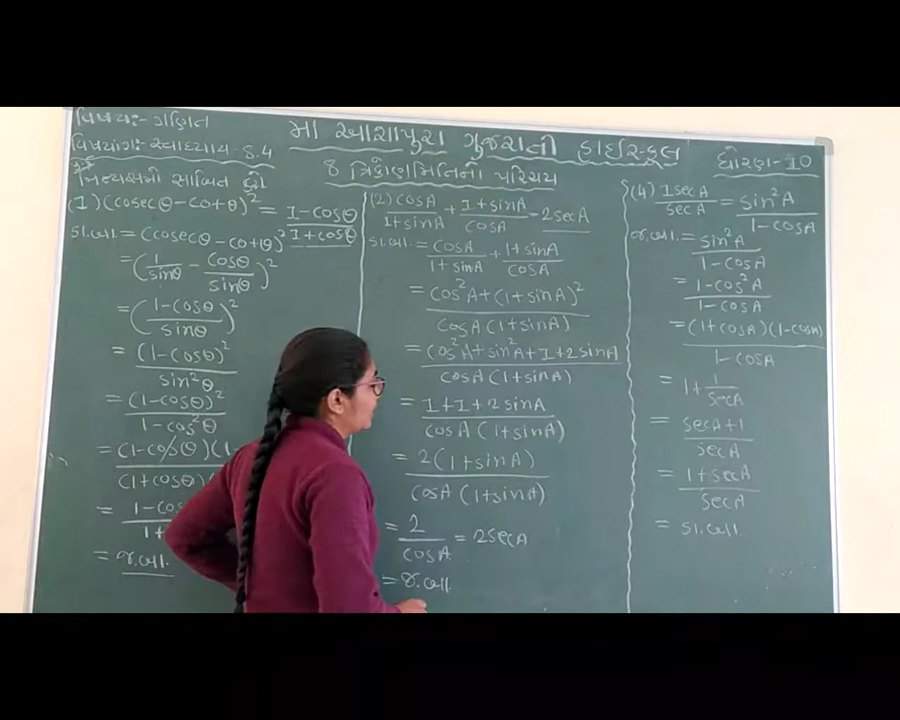 વિષય:- ગણિત
મા આશાપુરા ગુજરાતી હાઈસ્કૂલ
વિષયાંગ:- સ્વાધ્યાય - 8.4
ધોરણ - 10
8 ત્રિકોણમિતિનો પરિચય
નિત્યસમો સાબિત કરો
(1) (cosecθ - cotθ)² = 1-cosθ / 1+cosθ
ડા.બા. = (cosecθ - cotθ)²
= (1/sinθ - cosθ/sinθ)²
= (1-cosθ / sinθ)²
= (1-cosθ)² / sin²θ
= (1-cosθ)² / 1-cos²θ
= (1-cosθ)(1- / (1+cosθ)
= 1-cos / 1+
= જ.બા.
(2) cosA / 1+sinA + 1+sinA / cosA = 2secA
ડા.બા. = cosA / 1+sinA + 1+sinA / cosA
= cos²A+(1+sinA)² / cosA(1+sinA)
= cos²A+sin²A+1+2sinA / cosA(1+sinA)
= 1+1+2sinA / cosA(1+sinA)
= 2(1+sinA) / cosA(1+sinA)
= 2 / cosA = 2secA
= જ.બા.
(4) 1secA / secA = sin²A / 1-cosA
જ.બા. = sin²A / 1-cosA
= 1-cos²A / 1-cosA
= (1+cosA)(1-cosA) / 1-cosA
= 1 + 1/secA
= secA+1 / secA
= 1+secA / secA
= ડા.બા.